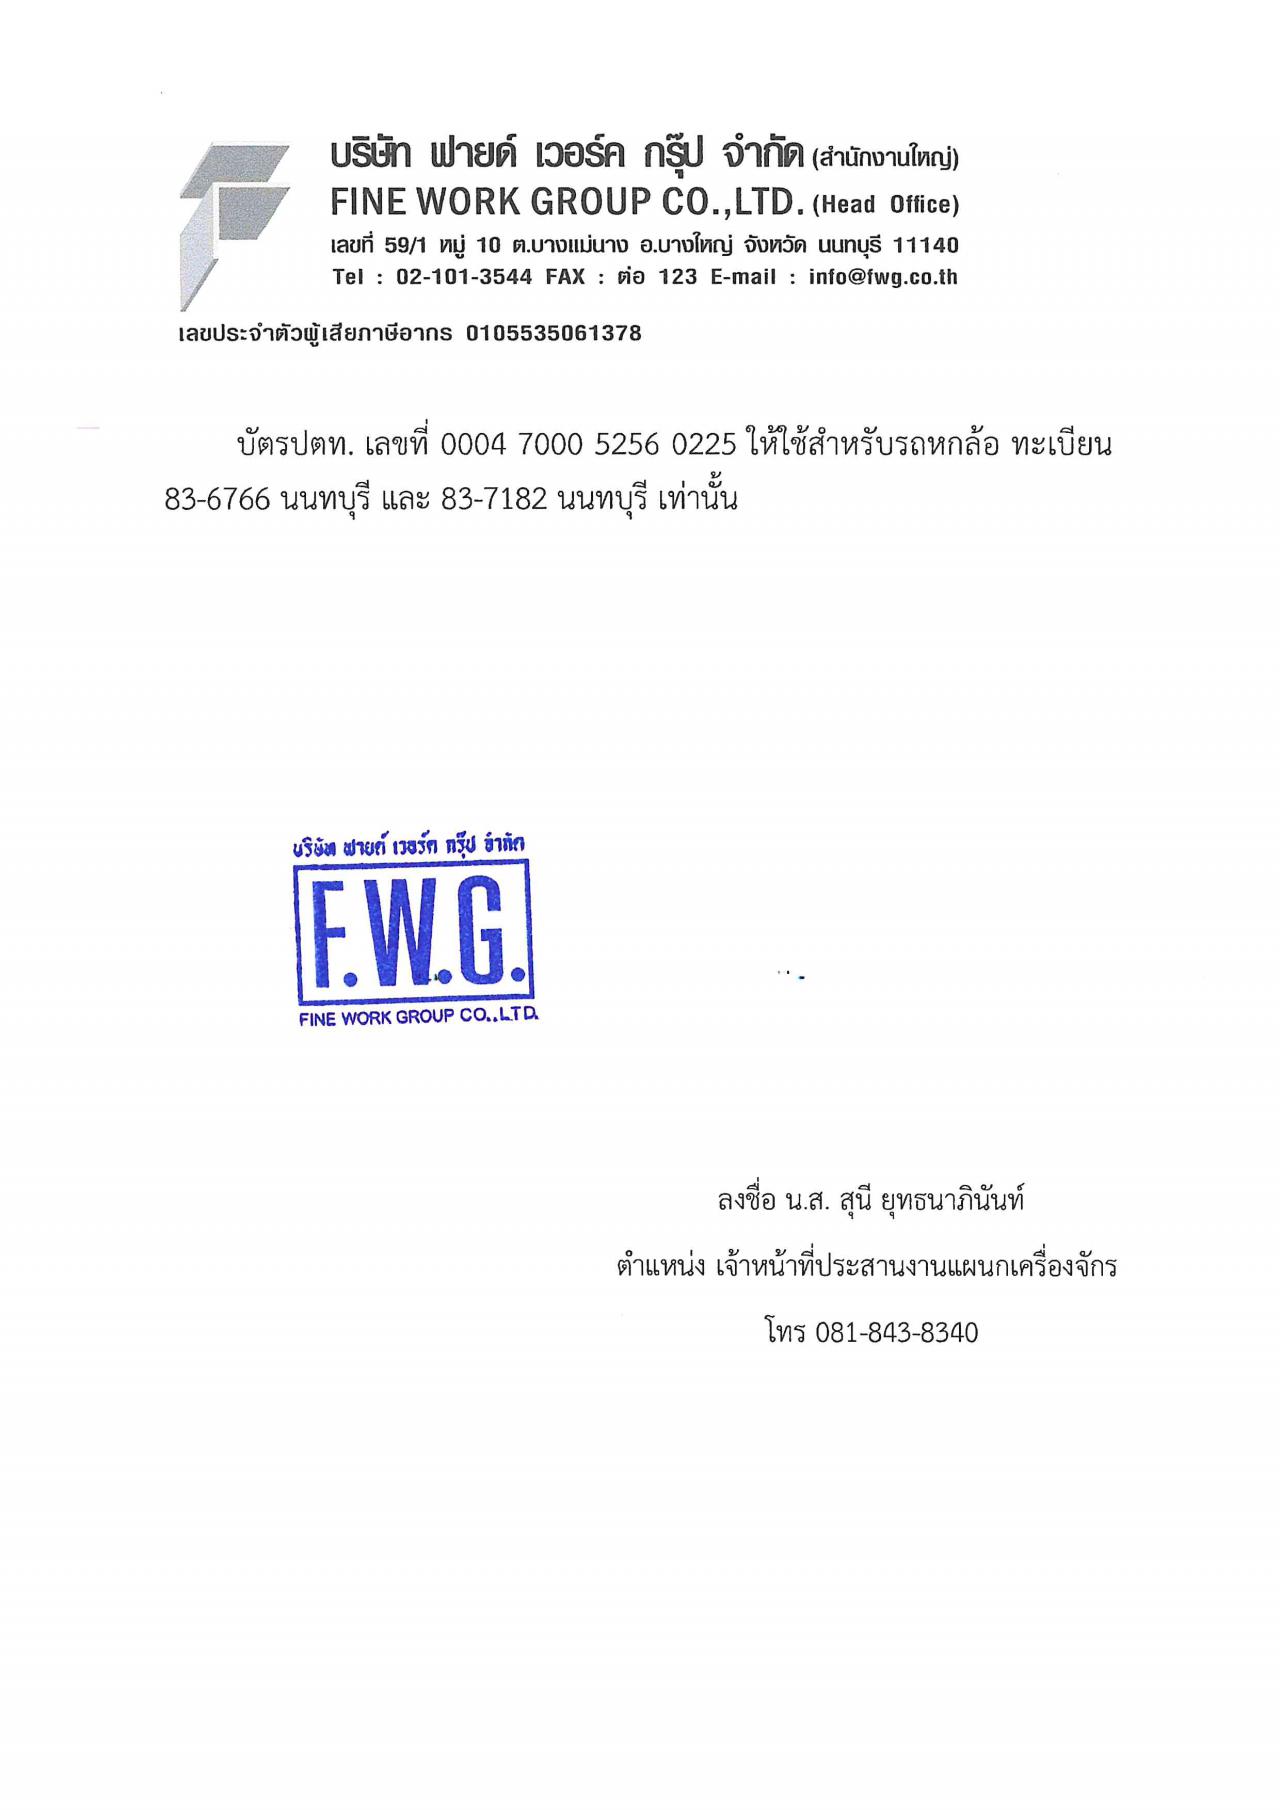 บริษัท ฟายด์ เวอร์ค กรุ๊ป จำกัด (สำนักงานใหญ่)
FINE WORK GROUP CO.,LTD. (Head Office)
เลขที่ 59/1 หมู่ 10 ต.บางแม่นาง อ.บางใหญ่ จังหวัด นนทบุรี 11140
Tel : 02-101-3544 FAX : ต่อ 123 E-mail : info@fwg.co.th
เลขประจำตัวผู้เสียภาษีอากร 0105535061378
บัตรปตท. เลขที่ 0004 7000 5256 0225 ให้ใช้สำหรับรถหกล้อ ทะเบียน
83-6766 นนทบุรี และ 83-7182 นนทบุรี เท่านั้น
บริษัท ฟายด์ เวอร์ค กรุ๊ป จำกัด
F.W.G.
FINE WORK GROUP CO.,LTD.
ลงชื่อ น.ส. สุนี ยุทธนาภินันท์
ตำแหน่ง เจ้าหน้าที่ประสานงานแผนกเครื่องจักร
โทร 081-843-8340